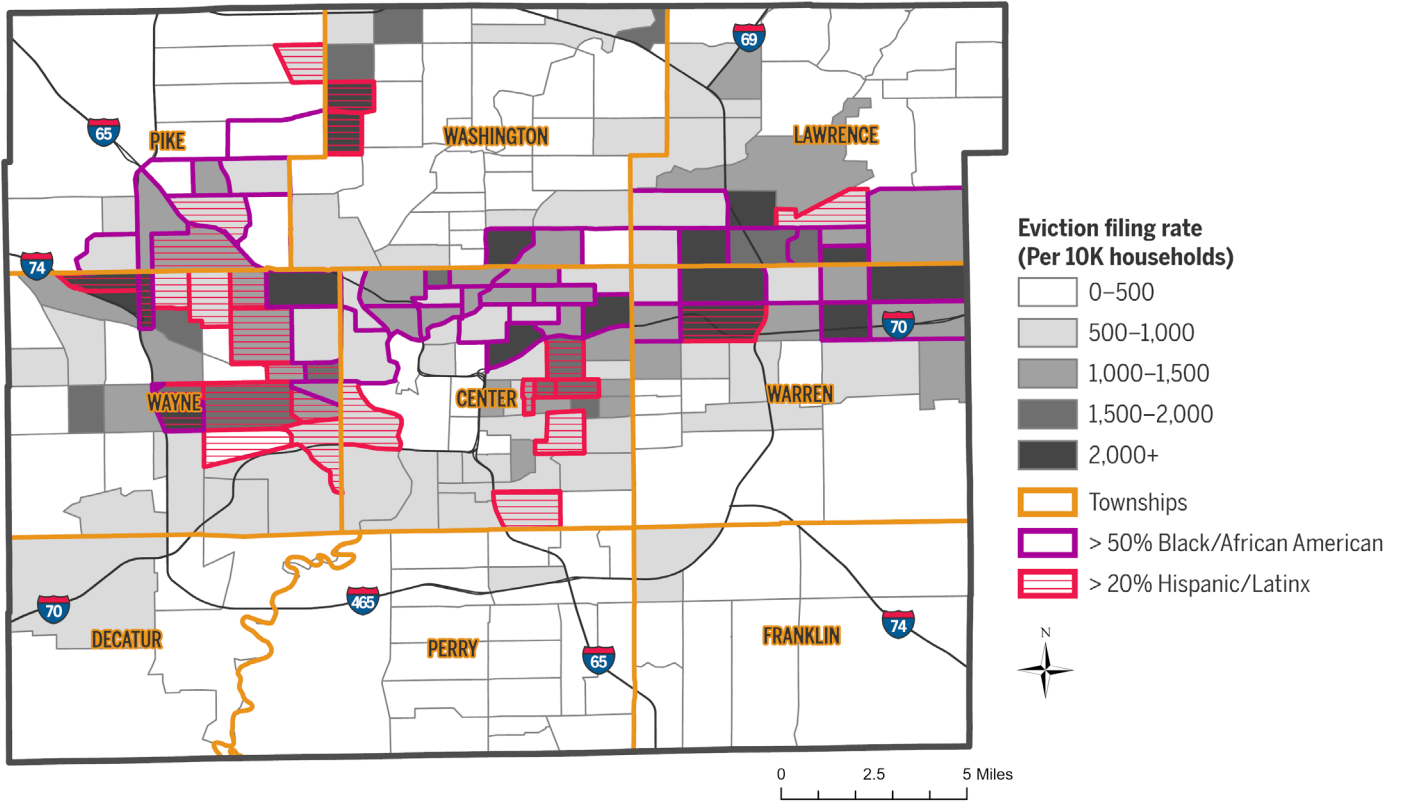 69
65
PIKE
WASHINGTON
LAWRENCE
74
70
WAYNE
CENTER
WARREN
70
465
DECATUR
PERRY
65
FRANKLIN
74
Eviction filing rate
(Per 10K households)
0–500
500–1,000
1,000–1,500
1,500–2,000
2,000+
Townships
> 50% Black/African American
> 20% Hispanic/Latinx
N
0 2.5 5 Miles